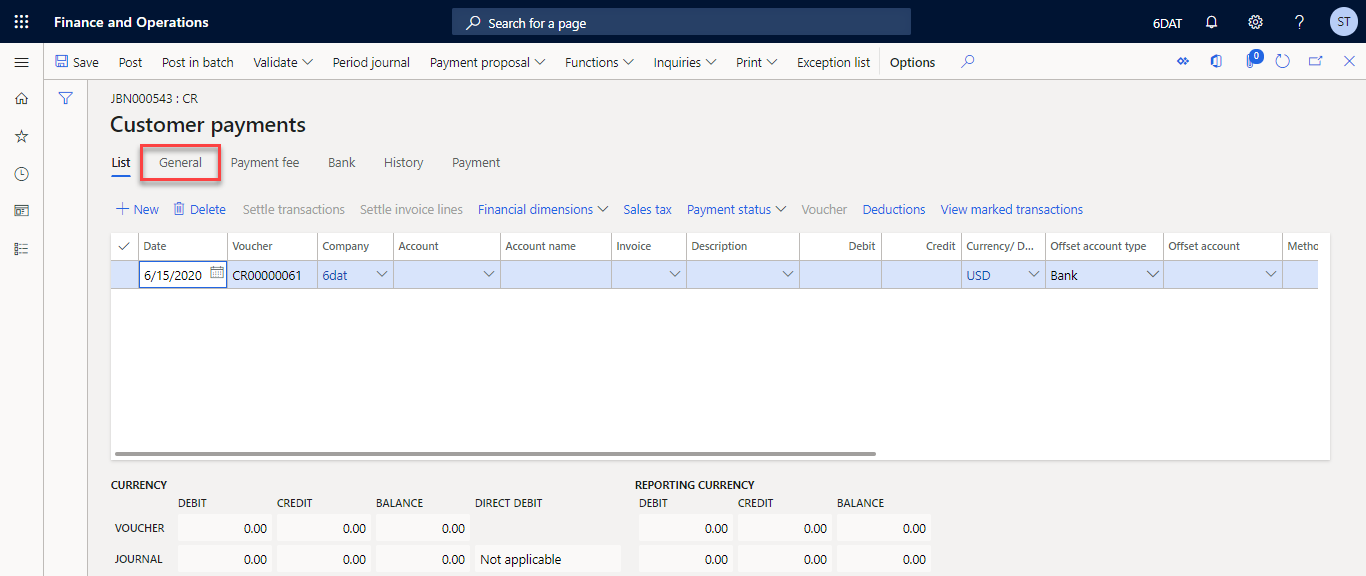 Finance and Operations Search for a page 6DAT ? ST
Save Post Post in batch Validate Period journal Payment proposal Functions Inquiries Print Exception list Options 0
JBN000543 : CR
Customer payments
List General Payment fee Bank History Payment
+ New Delete Settle transactions Settle invoice lines Financial dimensions Sales tax Payment status Voucher Deductions View marked transactions
Date Voucher Company Account Account name Invoice Description Debit Credit Currency/ D... Offset account type Offset account Metho
6/15/2020 CR00000061 6dat USD Bank
CURRENCY REPORTING CURRENCY
DEBIT CREDIT BALANCE DIRECT DEBIT DEBIT CREDIT BALANCE
VOUCHER 0.00 0.00 0.00 0.00 0.00 0.00
JOURNAL 0.00 0.00 0.00 Not applicable 0.00 0.00 0.00